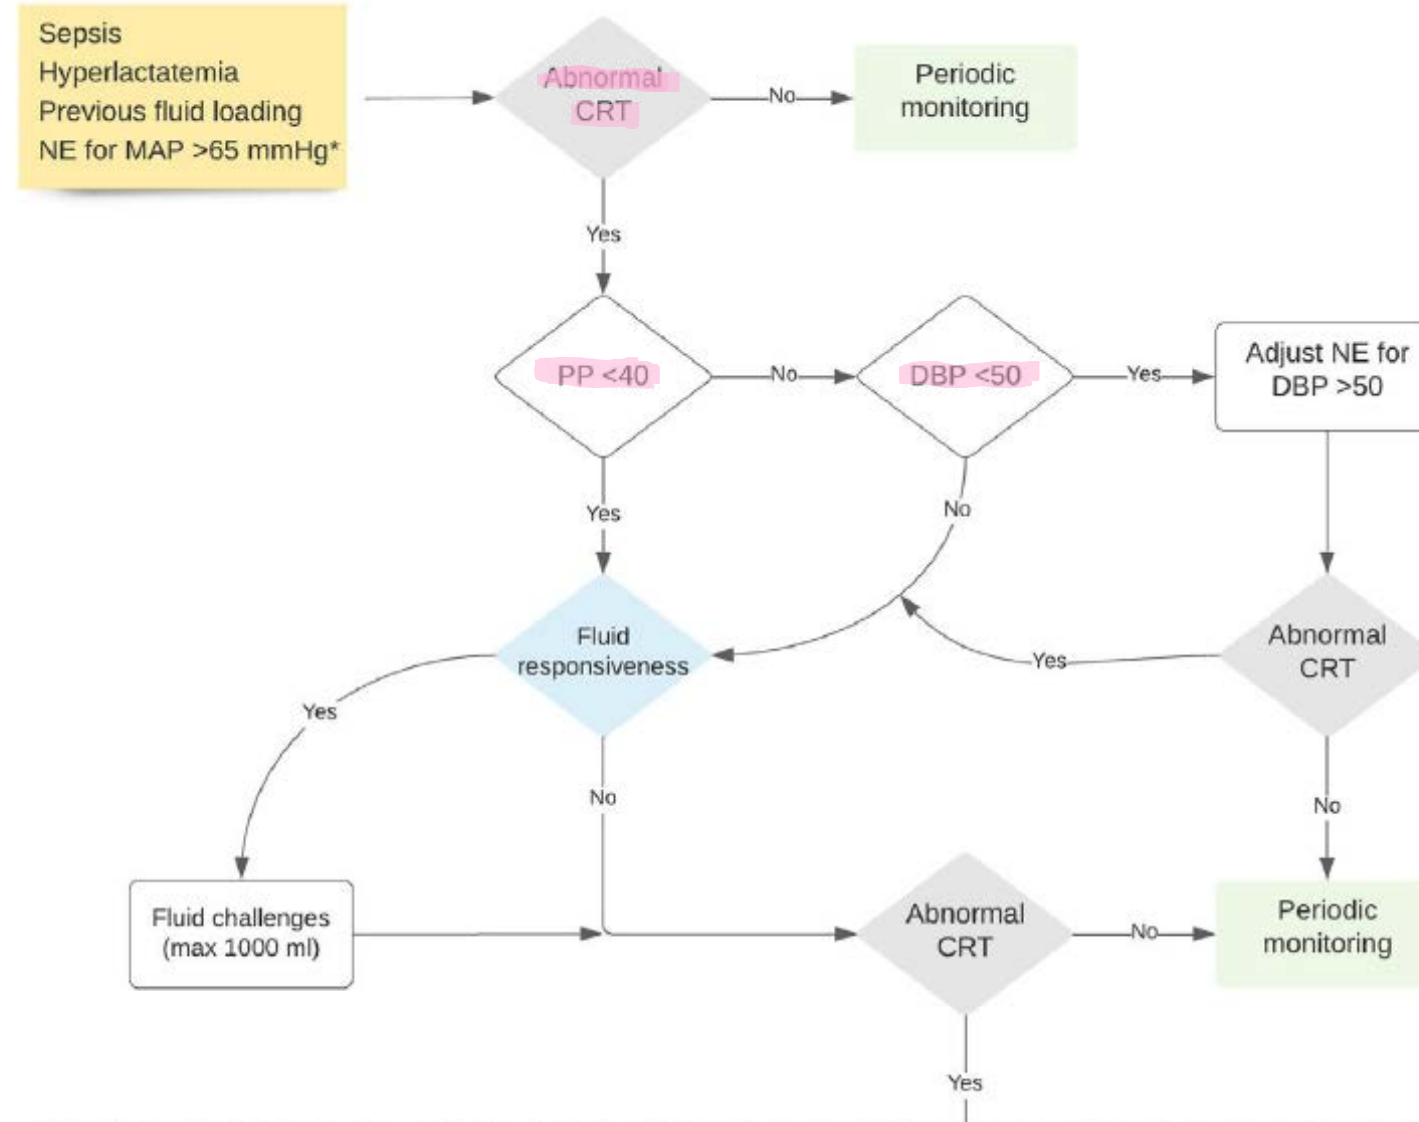 Sepsis
Hyperlactatemia
Previous fluid loading
NE for MAP >65 mmHg*
Abnormal
CRT
No
Periodic
monitoring
Yes
PP <40
No
DBP <50
Yes
Adjust NE for
DBP >50
Yes
No
Fluid
responsiveness
Yes
Abnormal
CRT
Yes
No
No
Fluid challenges
(max 1000 ml)
Abnormal
CRT
No
Periodic
monitoring
Yes